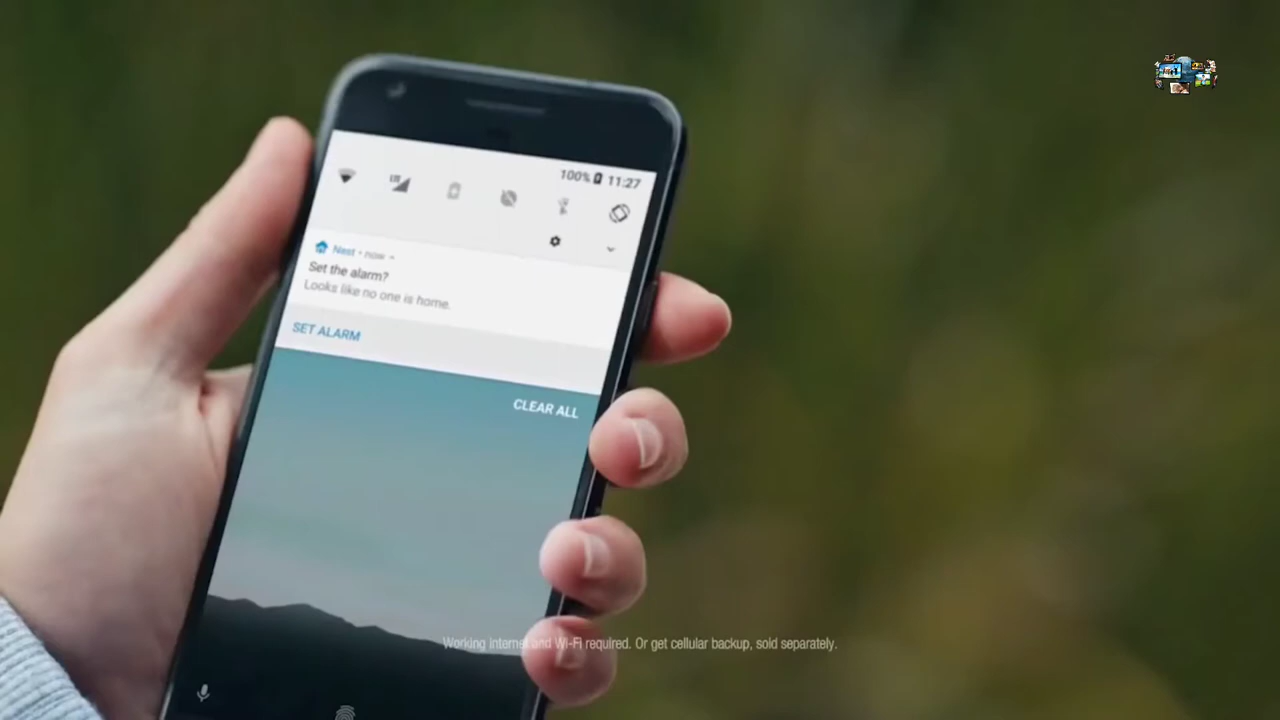 100% 11:27
Nest • now
Set the alarm?
Looks like no one is home.
SET ALARM
CLEAR ALL
Working internet and Wi-Fi required. Or get cellular backup, sold separately.